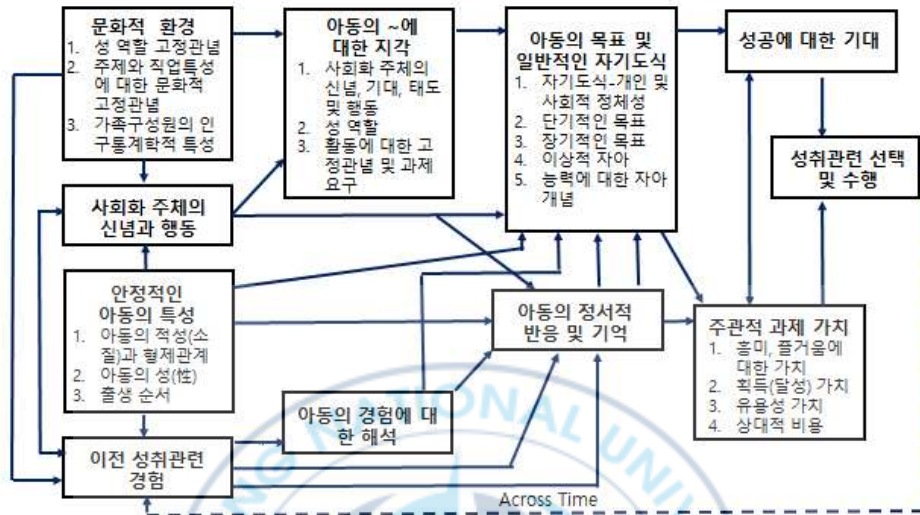 문화적 환경
1. 성 역할 고정관념
2. 주제와 직업특성
에 대한 문화적
고정관념
3. 가족구성원의 인
구통계학적 특성
아동의 ~에
대한 지각
1. 사회화 주체의
신념, 기대, 태도
및 행동
2. 성 역할
3. 활동에 대한 고
정관념 및 과제
요구
아동의 목표 및
일반적인 자기도식
1. 자기도식-개인 및
사회적 정체성
2. 단기적인 목표
3. 장기적인 목표
4. 이상적 자아
5. 능력에 대한 자아
개념
성공에 대한 기대
성취관련 선택
및 수행
사회화 주체의
신념과 행동
안정적인
아동의 특성
1. 아동의 적성(소
질)과 형제관계
2. 아동의 성(性)
3. 출생 순서
아동의 정서적
반응 및 기억
주관적 과제 가치
1. 흥미, 즐거움에
대한 가치
2. 획득(달성) 가치
3. 유용성 가치
4. 상대적 비용
아동의 경험에 대
한 해석
이전 성취관련
경험
Across Time
NATIONAL UNIV